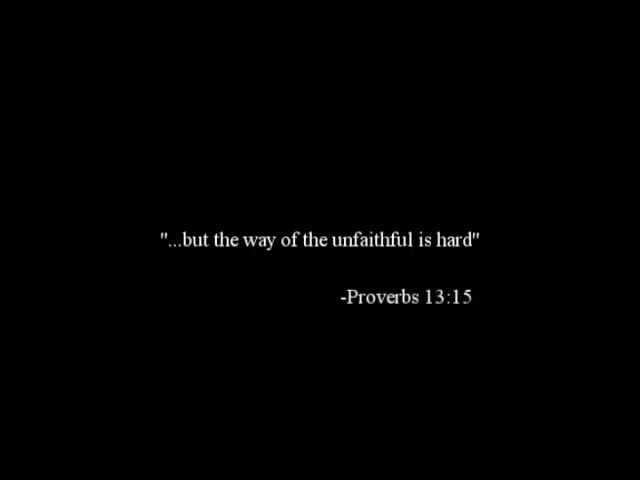 "...but the way of the unfaithful is hard"
-Proverbs 13:15